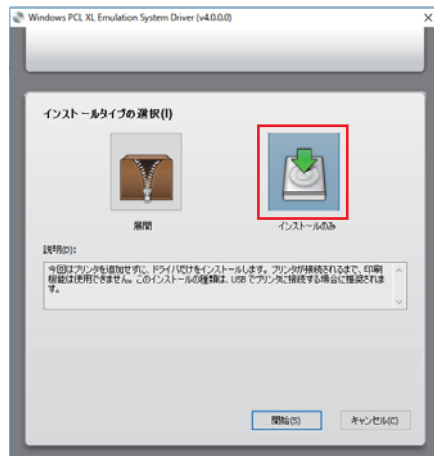 Windows PCL XL Emulation System Driver (v4.0.0.0)
インストールタイプの選択(I)
展開
インストールのみ
説明(D):
今回はプリンタを追加せずに、ドライバだけをインストールします。プリンタが接続されるまで、印刷
機能は使用できません。このインストールの種類は、USB でプリンタに接続する場合に推奨されま
す。
開始(S)
キャンセル(C)